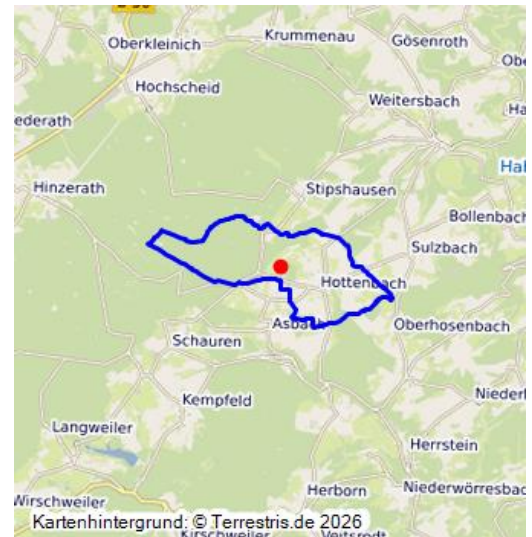 Oberkleinich
Krummenau
Gösenroth
Hochscheid
Weitersbach
ederath
Hinzerath
Stipshausen
Bollenbach
Sulzbach
Hottenbach
Oberhosenbach
Schauren
Kempfeld
Langweiler
Herrstein
Herborn
Niederwörresbac
Wirschweiler
Kirschweiler
Kartenhintergrund: © Terrestris.de 2026